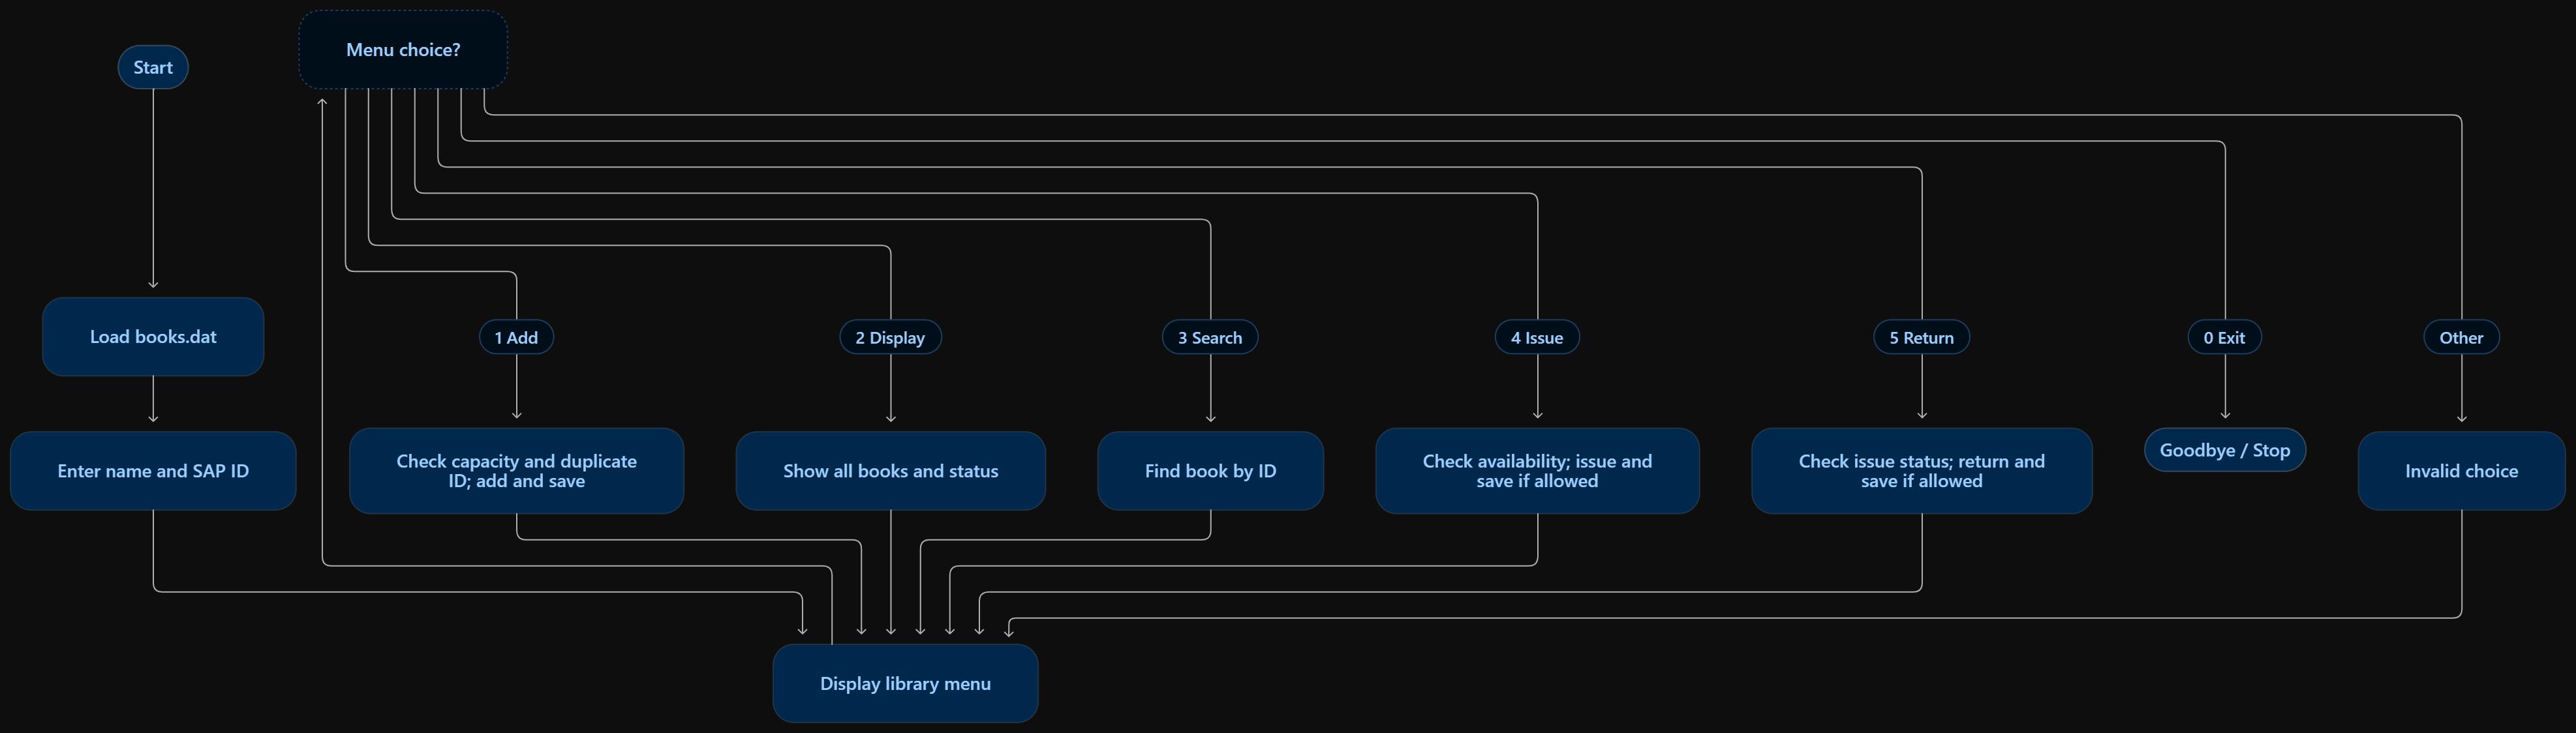 Menu choice?
Start
Load books.dat
1 Add
2 Display
3 Search
4 Issue
5 Return
0 Exit
Other
Enter name and SAP ID
Check capacity and duplicate
ID; add and save
Show all books and status
Find book by ID
Check availability; issue and
save if allowed
Check issue status; return and
save if allowed
Goodbye / Stop
Invalid choice
Display library menu